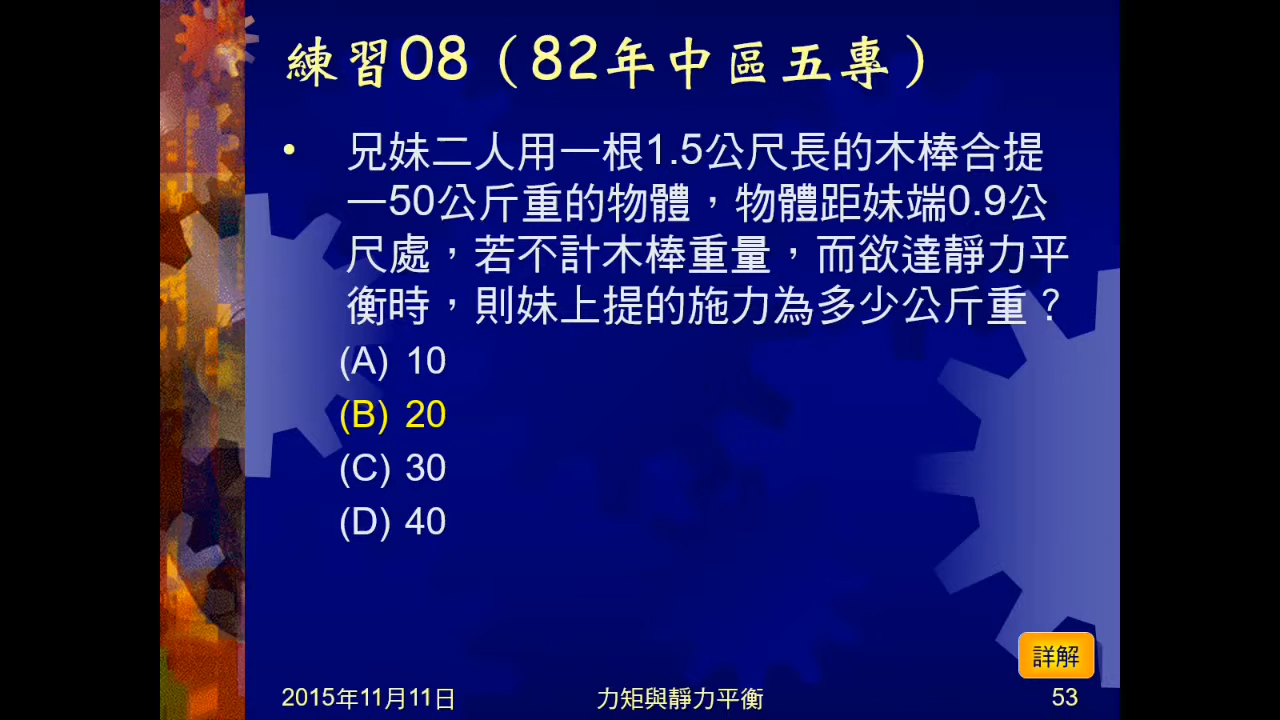 練習08（82年中區五專）
• 兄妹二人用一根1.5公尺長的木棒合提
一50公斤重的物體，物體距妹端0.9公
尺處，若不計木棒重量，而欲達靜力平
衡時，則妹上提的施力為多少公斤重？
(A) 10
(B) 20
(C) 30
(D) 40
詳解
2015年11月11日 力矩與靜力平衡 53